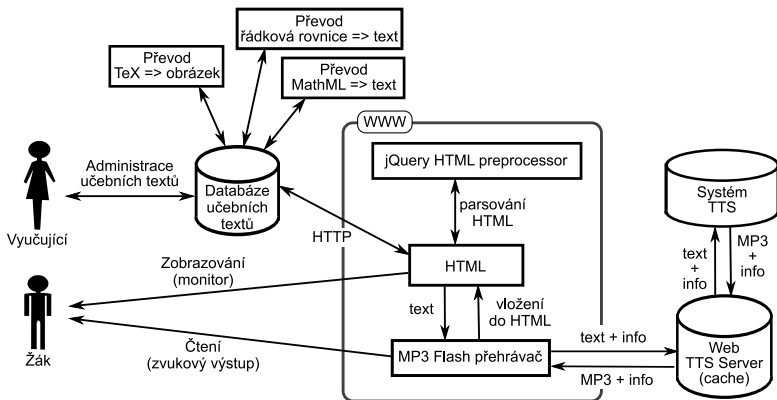 Převod
řádková rovnice => text
Převod
TeX => obrázek
Převod
MathML => text
WWW
jQuery HTML preprocessor
Administrace
učebních textů
Databáze
učebních
textů
parsování
HTML
Systém
TTS
Vyučující
HTTP
Zobrazování
(monitor)
HTML
text
+
info
MP3
+
info
text
vložení
do HTML
Žák
Čtení
(zvukový výstup)
MP3 Flash přehrávač
text + info
MP3 + info
Web
TTS Server
(cache)